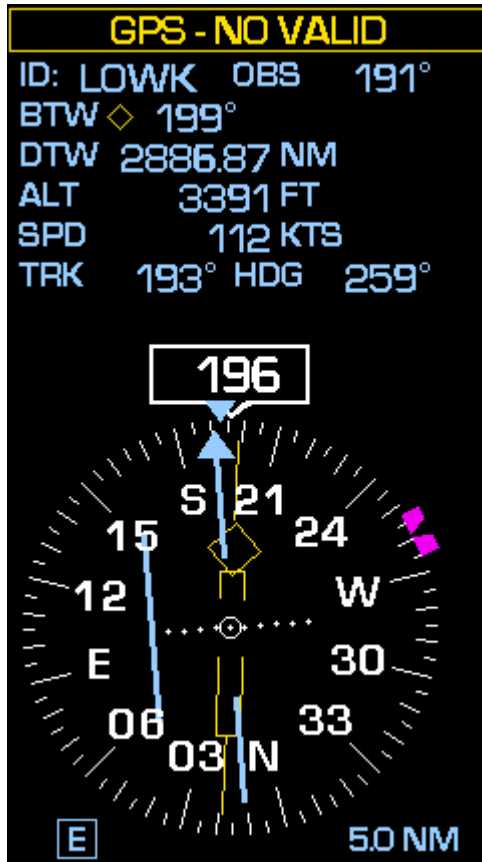 GPS - NO VALID
ID: LOWK OBS 191°
BTW 199°
DTW 2886.87 NM
ALT 3391 FT
SPD 112 KTS
TRK 193° HDG 259°
196
S 21
15 24
12 W
E 30
06 33
03 N
E 5.0 NM